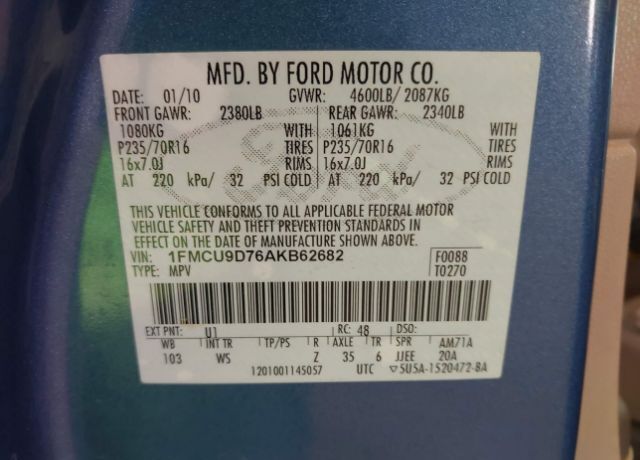 MFD. BY FORD MOTOR CO.
DATE: 01/10 GVWR: 4600LB/ 2087KG
FRONT GAWR: 2380LB REAR GAWR: 2340LB
1080KG WITH 1061KG WITH
P235/70R16 TIRES P235/70R16 TIRES
16x7.0J RIMS 16x7.0J RIMS
AT 220 kPa/ 32 PSI COLD AT 220 kPa/ 32 PSI COLD
THIS VEHICLE CONFORMS TO ALL APPLICABLE FEDERAL MOTOR
VEHICLE SAFETY AND THEFT PREVENTION STANDARDS IN
EFFECT ON THE DATE OF MANUFACTURE SHOWN ABOVE.
VIN: 1FMCU9D76AKB62682 F0088
TYPE: MPV T0270
EXT PNT: U1 RC: 48 DSO:
WB INT TR TP/PS R AXLE TR SPR AM71A
103 WS Z 35 6 JJEE 20A
1201001145057 UTC ▽5U5A-1520472-BA